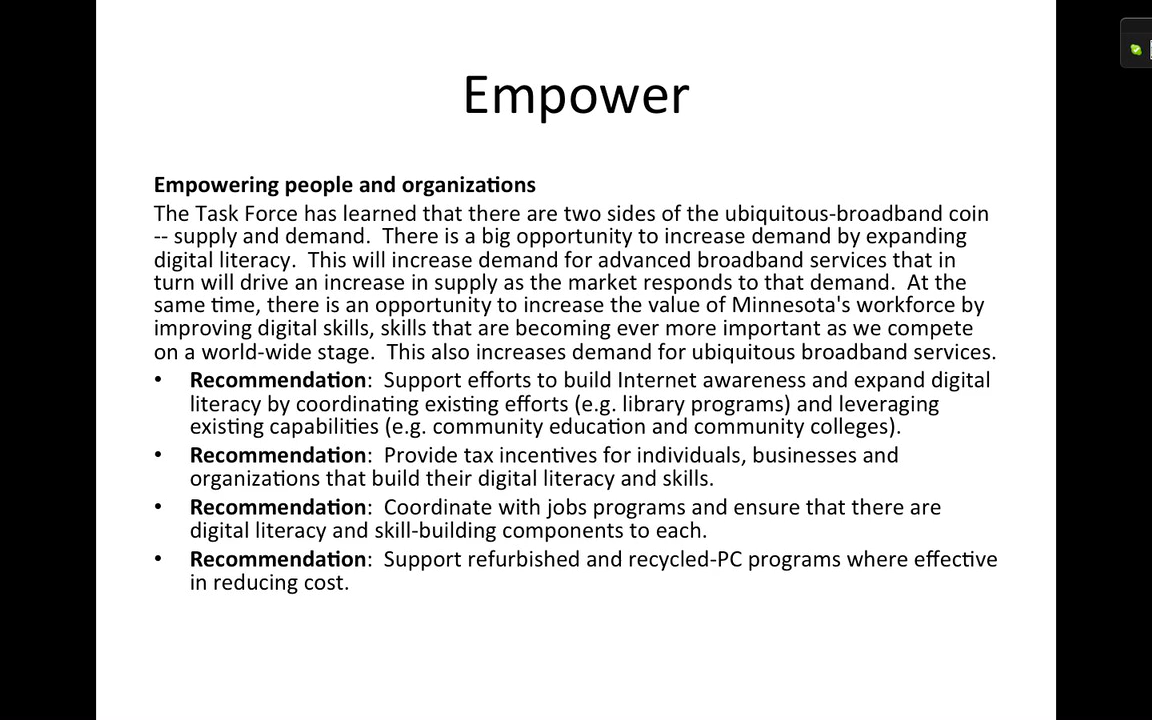 Empower
Empowering people and organizations
The Task Force has learned that there are two sides of the ubiquitous-broadband coin
-- supply and demand.  There is a big opportunity to increase demand by expanding
digital literacy.  This will increase demand for advanced broadband services that in
turn will drive an increase in supply as the market responds to that demand.  At the
same time, there is an opportunity to increase the value of Minnesota's workforce by
improving digital skills, skills that are becoming ever more important as we compete
on a world-wide stage.  This also increases demand for ubiquitous broadband services.
• Recommendation:  Support efforts to build Internet awareness and expand digital
literacy by coordinating existing efforts (e.g. library programs) and leveraging
existing capabilities (e.g. community education and community colleges).
• Recommendation:  Provide tax incentives for individuals, businesses and
organizations that build their digital literacy and skills.
• Recommendation:  Coordinate with jobs programs and ensure that there are
digital literacy and skill-building components to each.
• Recommendation:  Support refurbished and recycled-PC programs where effective
in reducing cost.